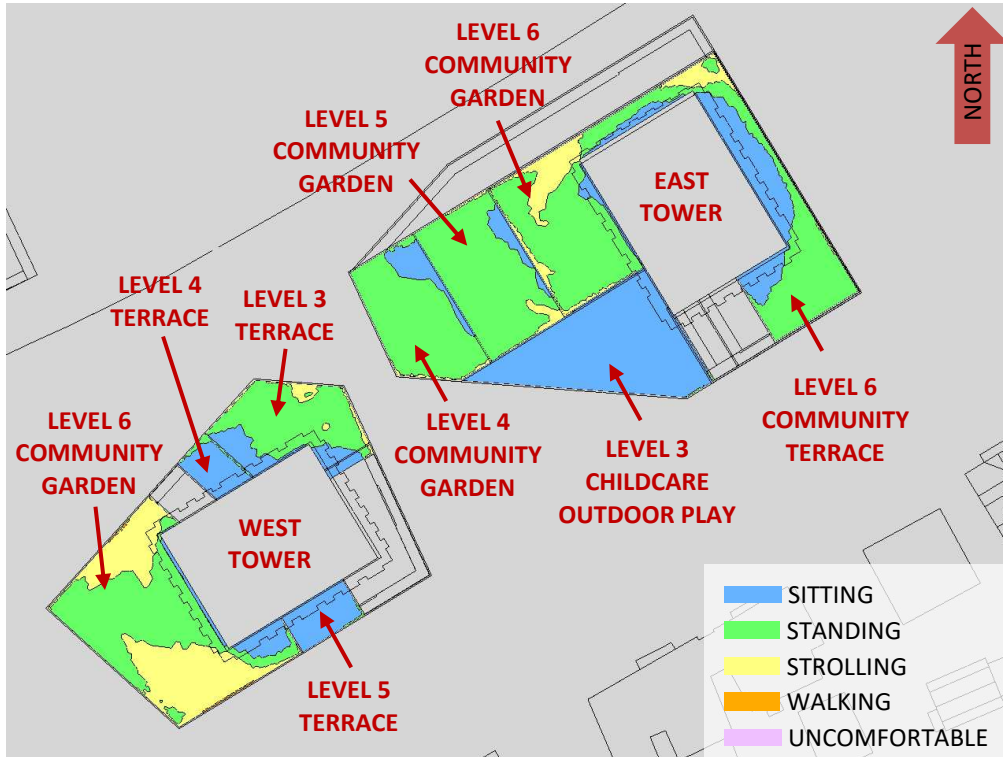 LEVEL 6
COMMUNITY
GARDEN
NORTH
LEVEL 5
COMMUNITY
GARDEN
EAST
TOWER
LEVEL 4
TERRACE
LEVEL 3
TERRACE
LEVEL 6
COMMUNITY
GARDEN
LEVEL 4
COMMUNITY
GARDEN
LEVEL 3
CHILDCARE
OUTDOOR PLAY
LEVEL 6
COMMUNITY
TERRACE
WEST
TOWER
LEVEL 5
TERRACE
SITTING
STANDING
STROLLING
WALKING
UNCOMFORTABLE